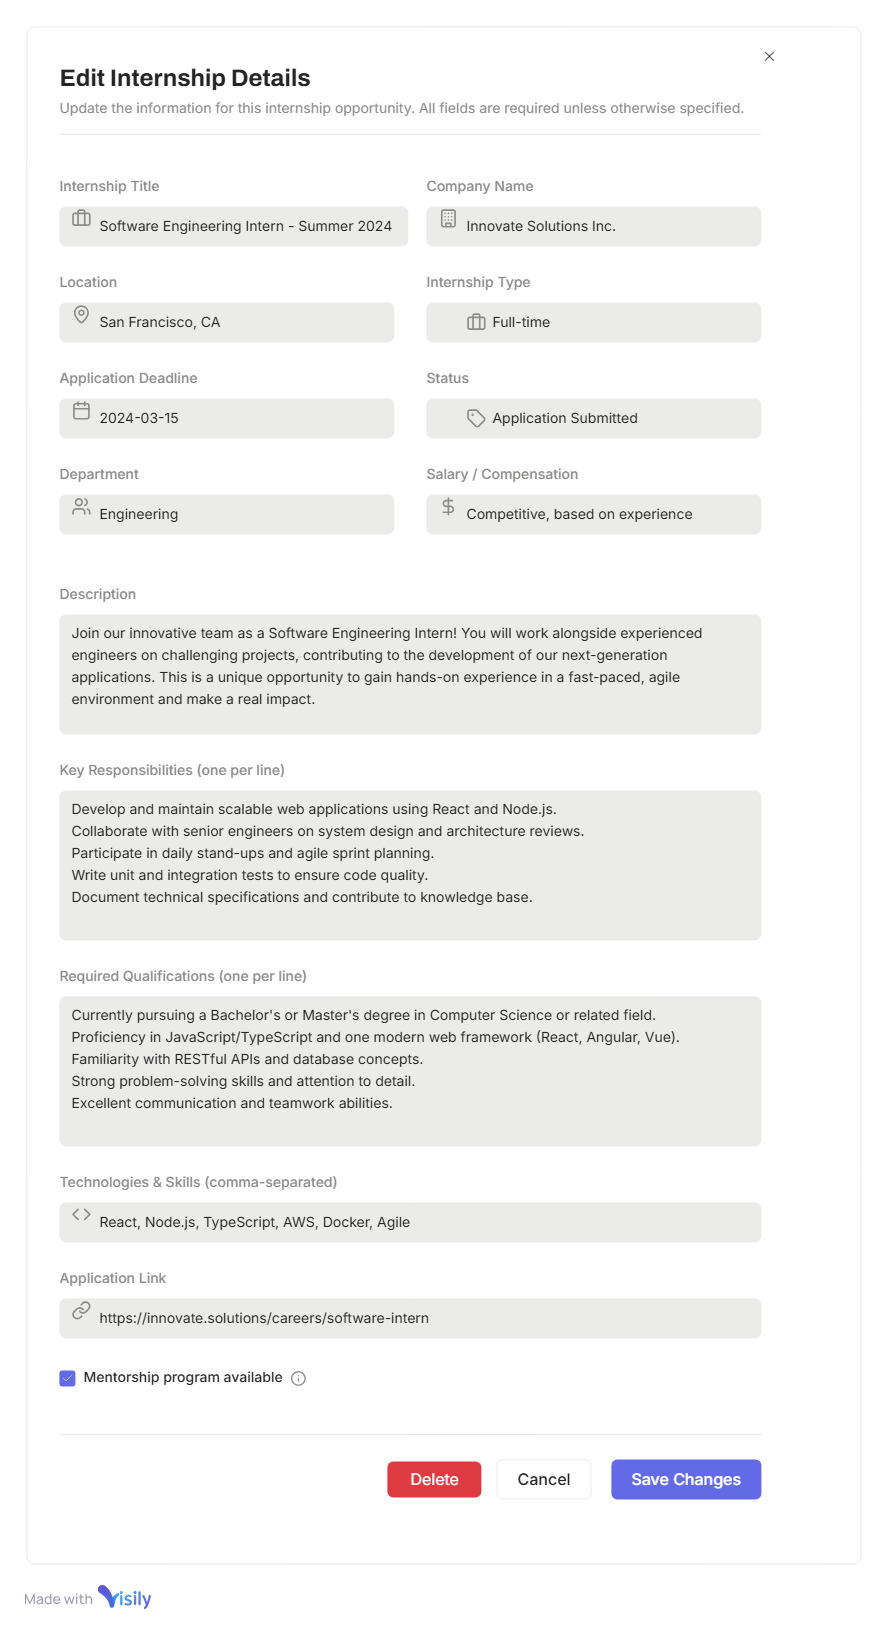 Edit Internship Details
Update the information for this internship opportunity. All fields are required unless otherwise specified.
Internship Title
Software Engineering Intern - Summer 2024
Company Name
Innovate Solutions Inc.
Location
San Francisco, CA
Internship Type
Full-time
Application Deadline
2024-03-15
Status
Application Submitted
Department
Engineering
Salary / Compensation
Competitive, based on experience
Description
Join our innovative team as a Software Engineering Intern! You will work alongside experienced
engineers on challenging projects, contributing to the development of our next-generation
applications. This is a unique opportunity to gain hands-on experience in a fast-paced, agile
environment and make a real impact.
Key Responsibilities (one per line)
Develop and maintain scalable web applications using React and Node.js.
Collaborate with senior engineers on system design and architecture reviews.
Participate in daily stand-ups and agile sprint planning.
Write unit and integration tests to ensure code quality.
Document technical specifications and contribute to knowledge base.
Required Qualifications (one per line)
Currently pursuing a Bachelor's or Master's degree in Computer Science or related field.
Proficiency in JavaScript/TypeScript and one modern web framework (React, Angular, Vue).
Familiarity with RESTful APIs and database concepts.
Strong problem-solving skills and attention to detail.
Excellent communication and teamwork abilities.
Technologies & Skills (comma-separated)
React, Node.js, TypeScript, AWS, Docker, Agile
Application Link
https://innovate.solutions/careers/software-intern
Mentorship program available
Delete
Cancel
Save Changes
Made with Visily